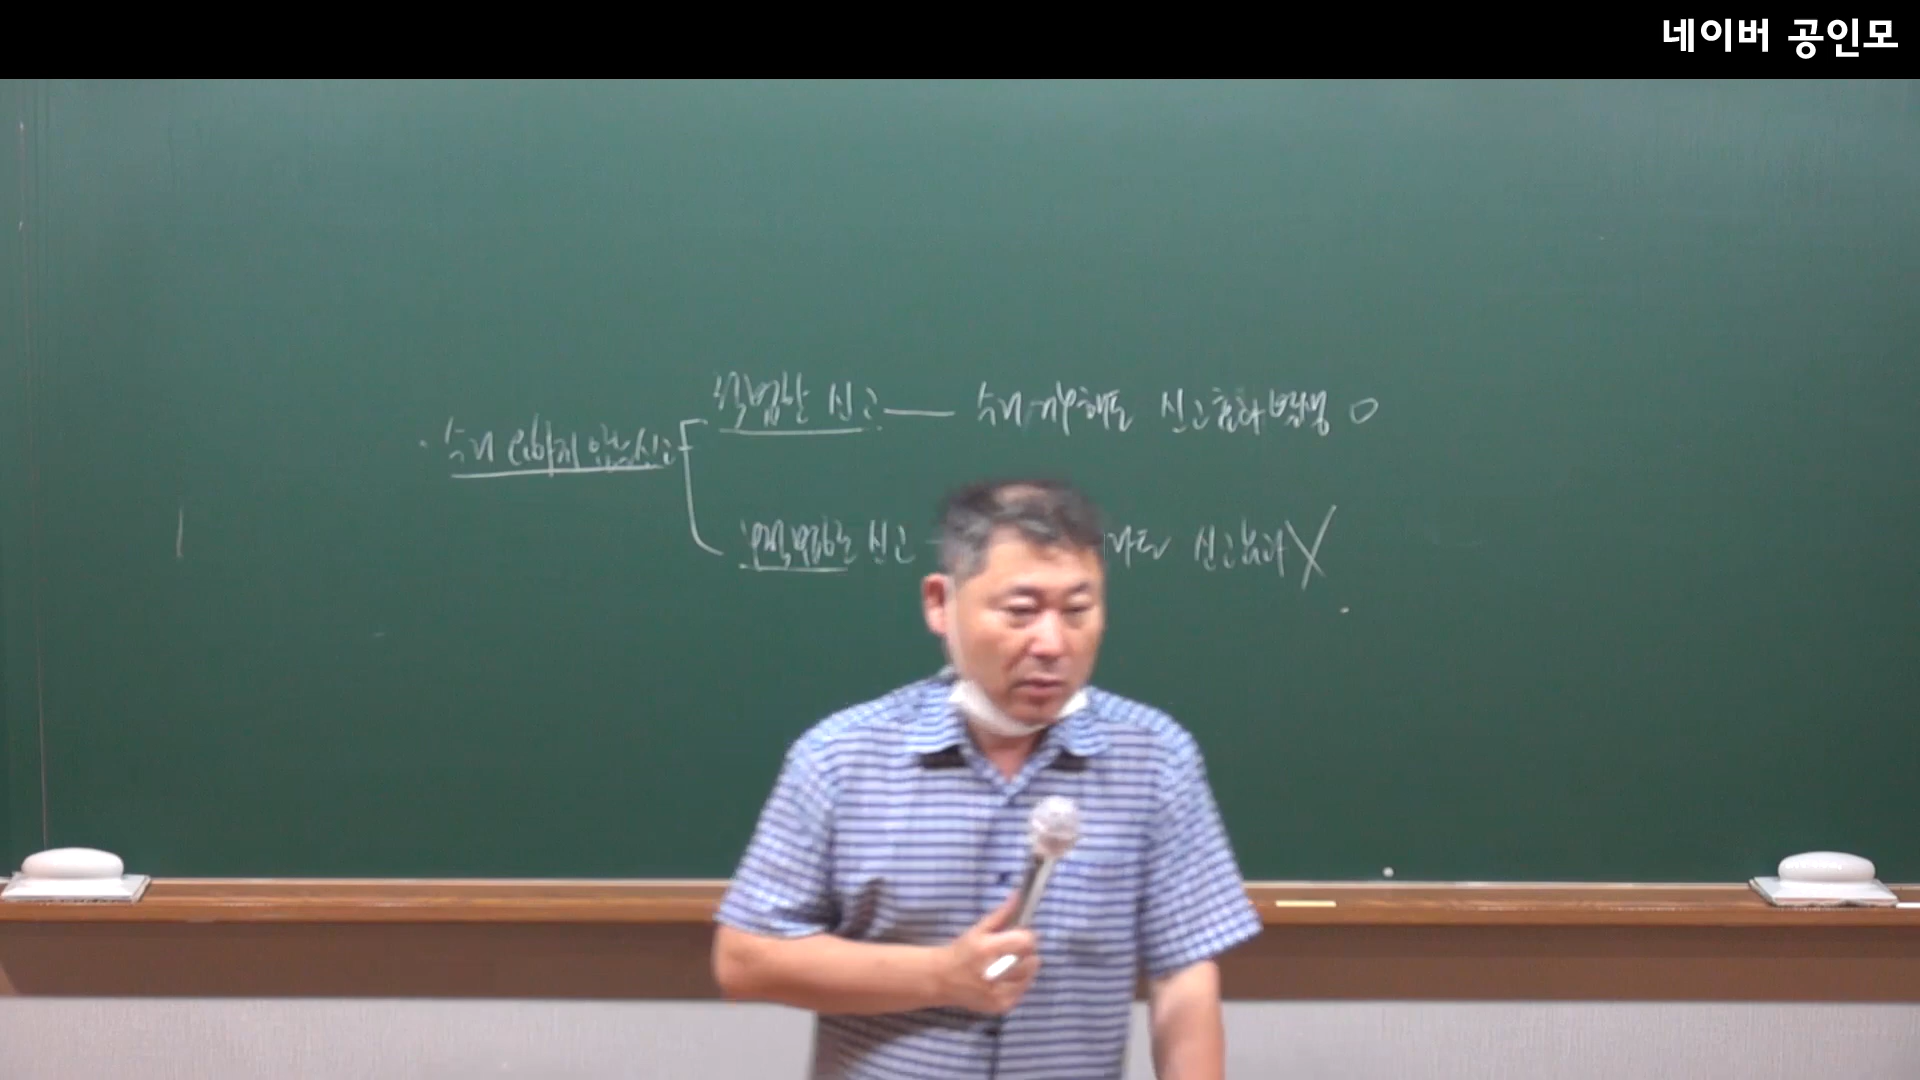 네이버 공인모
적법한 신고 — 수리거부해도 신고효과 발생 O
· 수리 요하지 않는 신고
부적법한 신고 신고효과 X